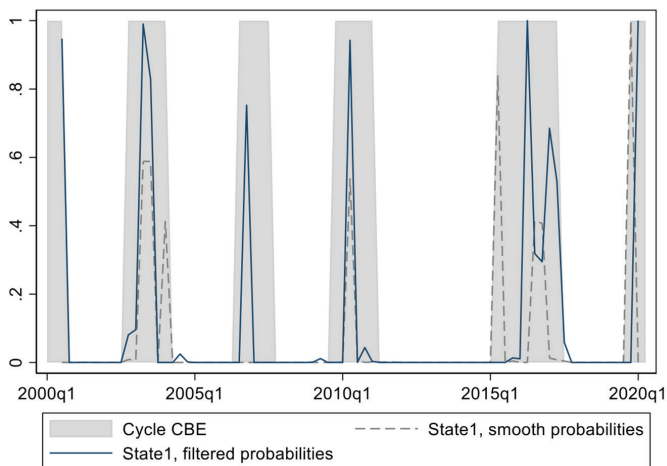 1
.8
.6
.4
.2
0
2000q1 2005q1 2010q1 2015q1 2020q1
Cycle CBE State1, smooth probabilities
State1, filtered probabilities